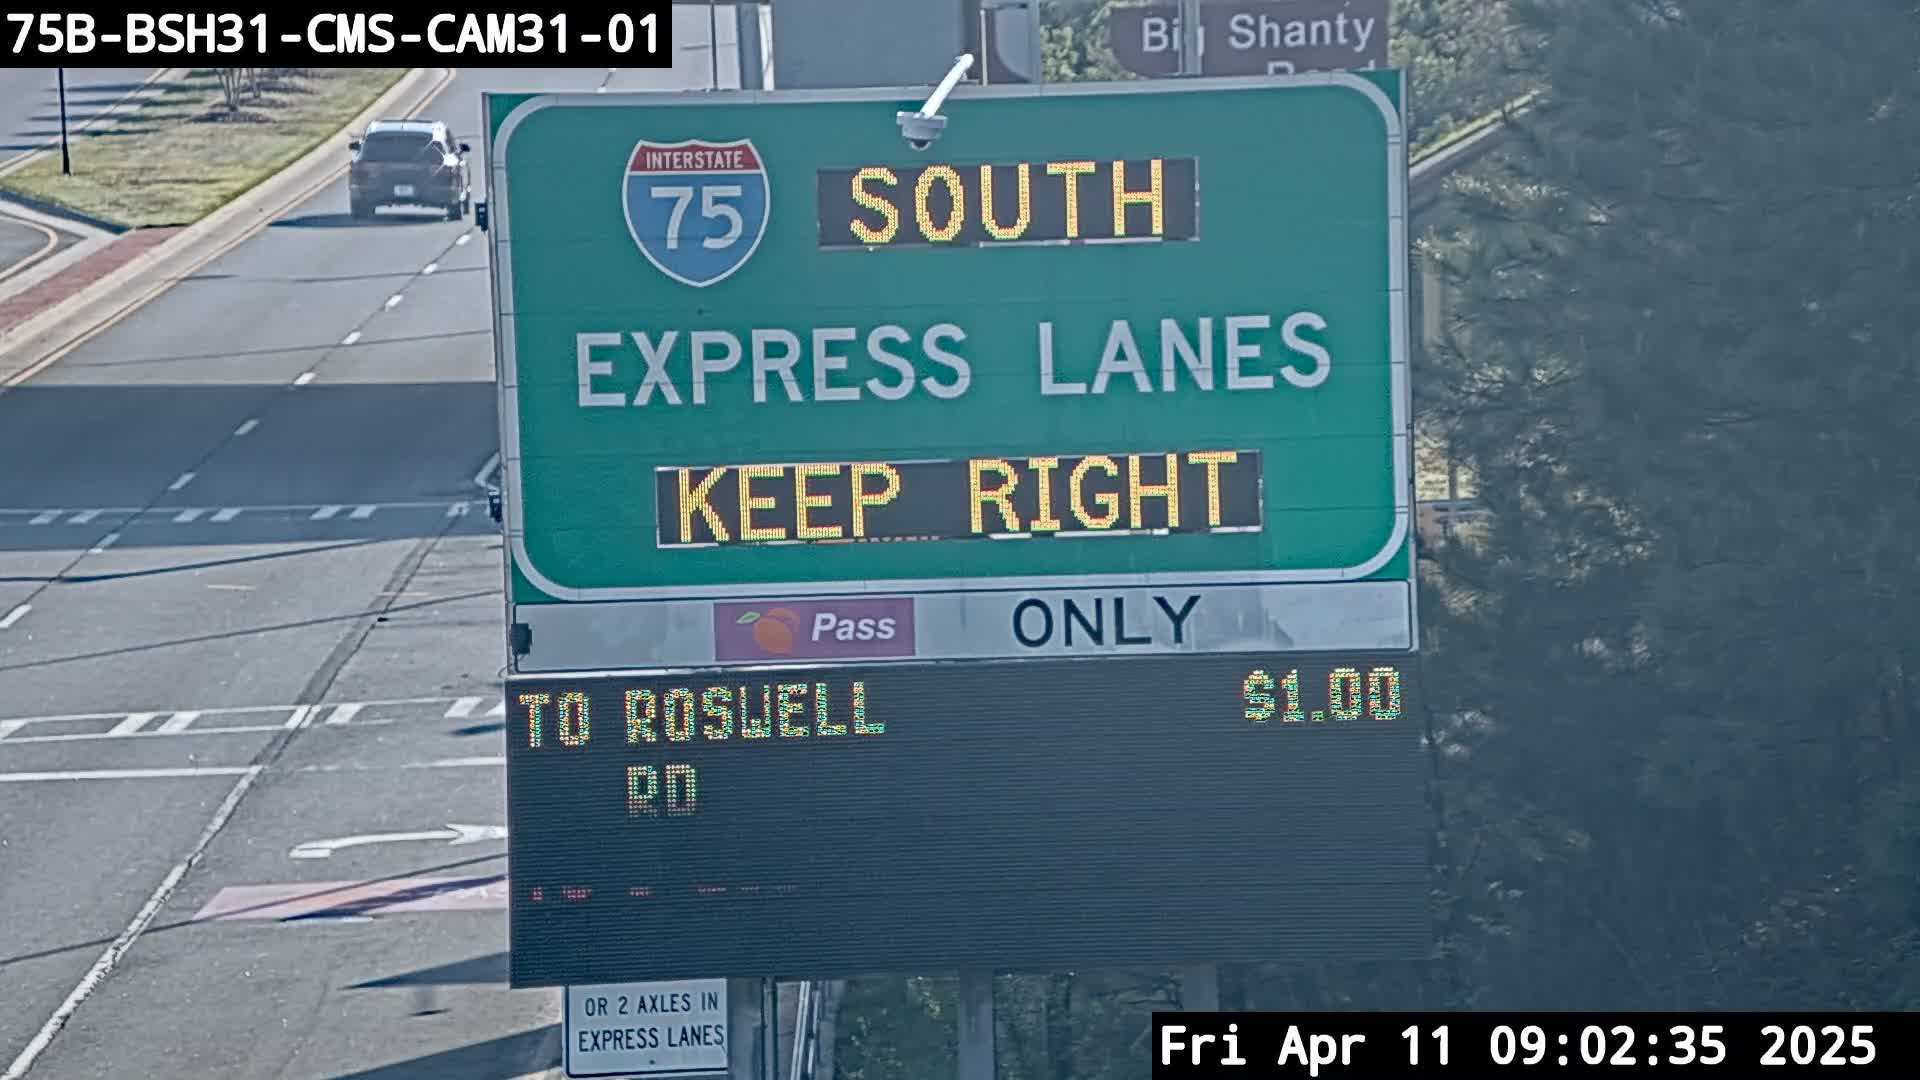 75B-BSH31-CMS-CAM31-01
Big Shanty
Road
INTERSTATE
75
SOUTH
EXPRESS LANES
KEEP RIGHT
Pass
ONLY
TO ROSWELL $1.00
RD
OR 2 AXLES IN
EXPRESS LANES
Fri Apr 11 09:02:35 2025